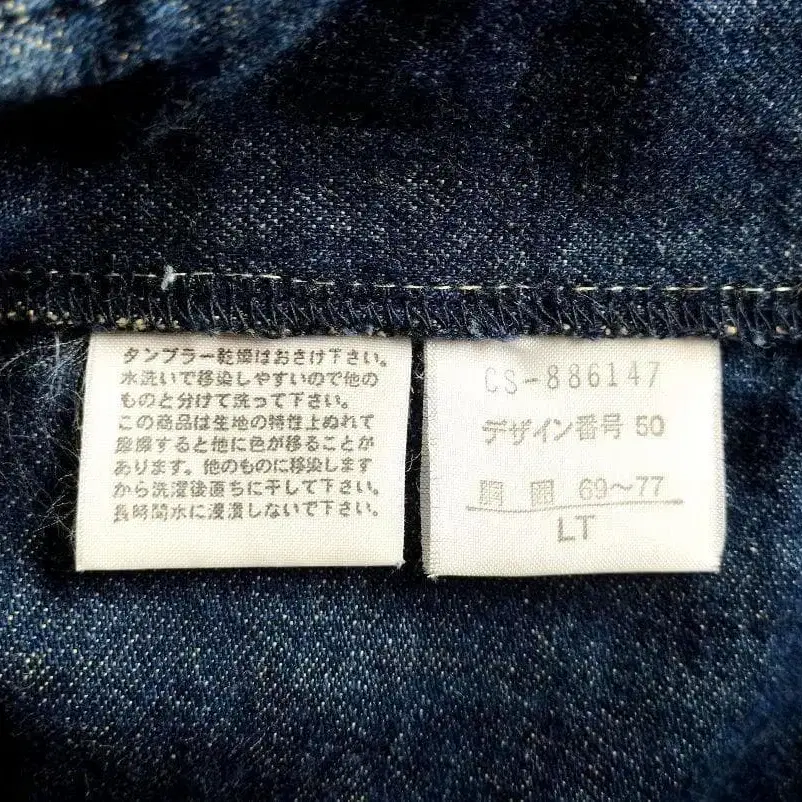 タンブラー乾燥はおさけ下さい。
水洗いで移染しやすいので他の
ものと分けて洗って下さい。
この商品は生地の特性上ぬれて
摩擦すると他に色が移ることが
あります。他のものに移染します
から洗濯後直ちに干して下さい。
長時間水に浸漬しないで下さい。
CS-886147
デザイン番号 50
胴囲 69~77
LT